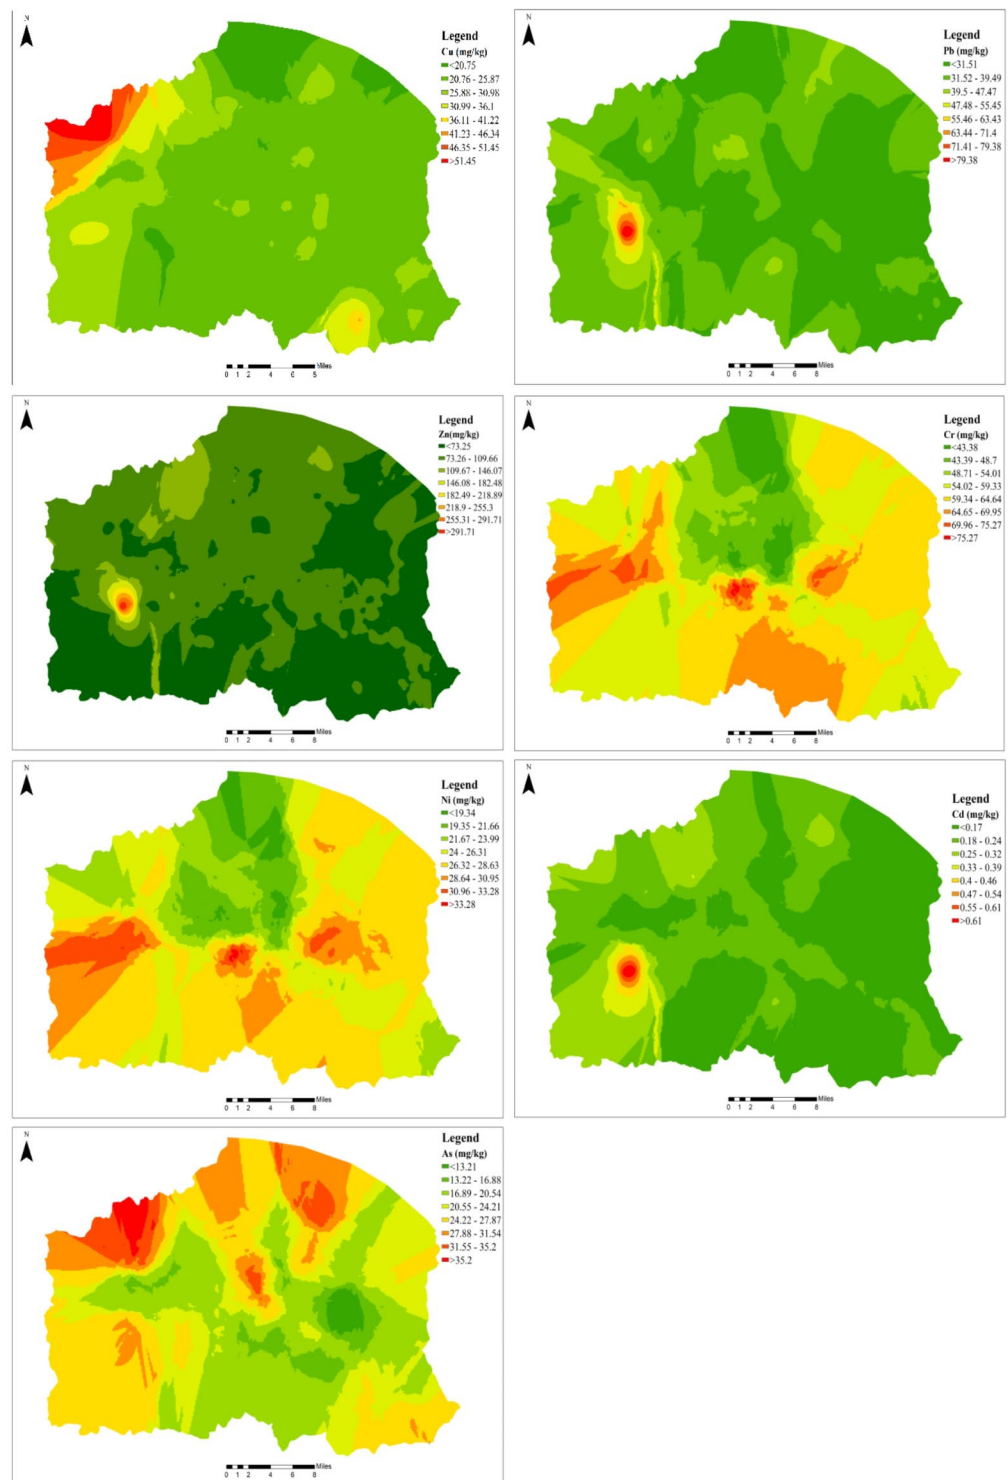 N
Legend
Cu (mg/kg)
<20.75
20.76 - 25.87
25.88 - 30.98
30.99 - 36.1
36.11 - 41.22
41.23 - 46.34
46.35 - 51.45
>51.45
Miles
0 1 2 4 6 8
N
Legend
Pb (mg/kg)
<31.51
31.52 - 39.49
39.5 - 47.47
47.48 - 55.45
55.46 - 63.43
63.44 - 71.4
71.41 - 79.38
>79.38
Miles
0 1 2 4 6 8
N
Legend
Zn(mg/kg)
<73.25
73.26 - 109.66
109.67 - 146.07
146.08 - 182.48
182.49 - 218.89
218.9 - 255.3
255.31 - 291.71
>291.71
Miles
0 1 2 4 6 8
N
Legend
Cr (mg/kg)
<43.38
43.39 - 48.7
48.71 - 54.01
54.02 - 59.33
59.34 - 64.64
64.65 - 69.95
69.96 - 75.27
>75.27
Miles
0 1 2 4 6 8
N
Legend
Ni (mg/kg)
<19.34
19.35 - 21.66
21.67 - 23.99
24 - 26.31
26.32 - 28.63
28.64 - 30.95
30.96 - 33.28
>33.28
Miles
0 1 2 4 6 8
N
Legend
Cd (mg/kg)
<0.17
0.18 - 0.24
0.25 - 0.32
0.33 - 0.39
0.4 - 0.46
0.47 - 0.54
0.55 - 0.61
>0.61
Miles
0 1 2 4 6 8
N
Legend
As (mg/kg)
<13.21
13.22 - 16.88
16.89 - 20.54
20.55 - 24.21
24.22 - 27.87
27.88 - 31.54
31.55 - 35.2
>35.2
Miles
0 1 2 4 6 8